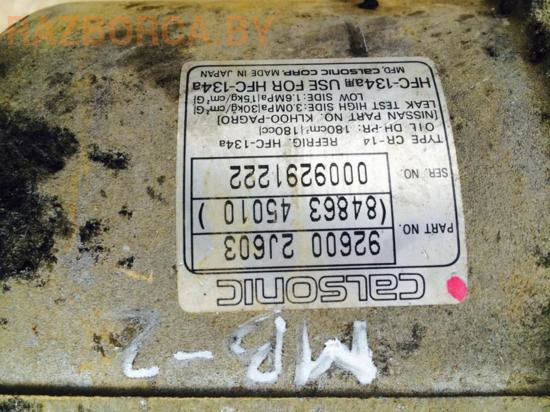 RAZBORCA.BY
CALSONIC
PART NO. 92600 2J603
(84863 45010)
SER. NO. 0009291222
TYPE CR-14 REFRIG. HFC-134a
OIL DH-PR: 180cm³[180cc]
[NISSAN PART NO. KLH00-PAGR0]
LEAK TEST HIGH SIDE:3.0MPa[30kg/cm²G]
LOW SIDE:1.6MPa[15kg/cm²G]
HFC-134a用 USE FOR HFC-134a
MFD. CALSONIC CORP. MADE IN JAPAN
MB-2